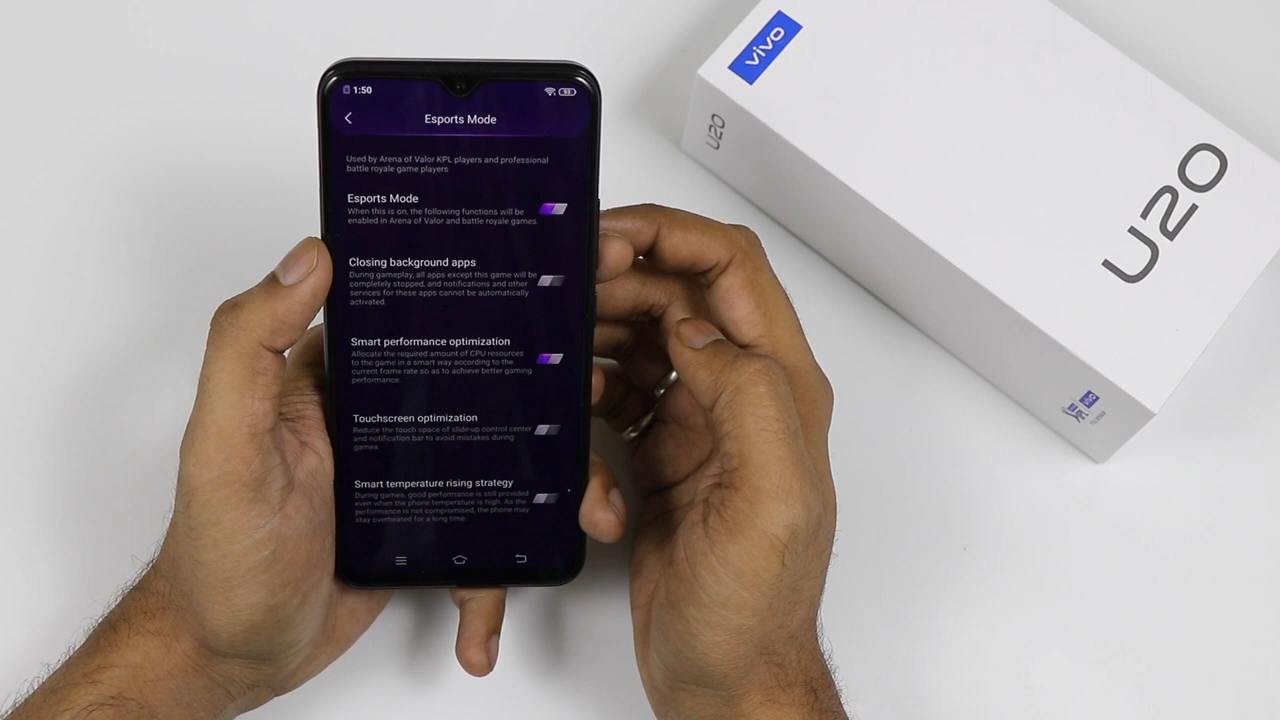 1:50
93
Esports Mode
Used by Arena of Valor KPL players and professional
battle royale game players
Esports Mode
When this is on, the following functions will be
enabled in Arena of Valor and battle royale games.
Closing background apps
During gameplay, all apps except this game will be
completely stopped, and notifications and other
services for these apps cannot be automatically
activated.
Smart performance optimization
Allocate the required amount of CPU resources
to the game in a smart way according to the
current frame rate so as to achieve better gaming
performance.
Touchscreen optimization
Reduce the touch space of slide-up control center
and notification bar to avoid mistakes during
games.
Smart temperature rising strategy
During games, good performance is still provided
even when the phone temperature is high. As the
performance is not compromised, the phone may
stay overheated for a long time.
vivo
U20
U20
vivo